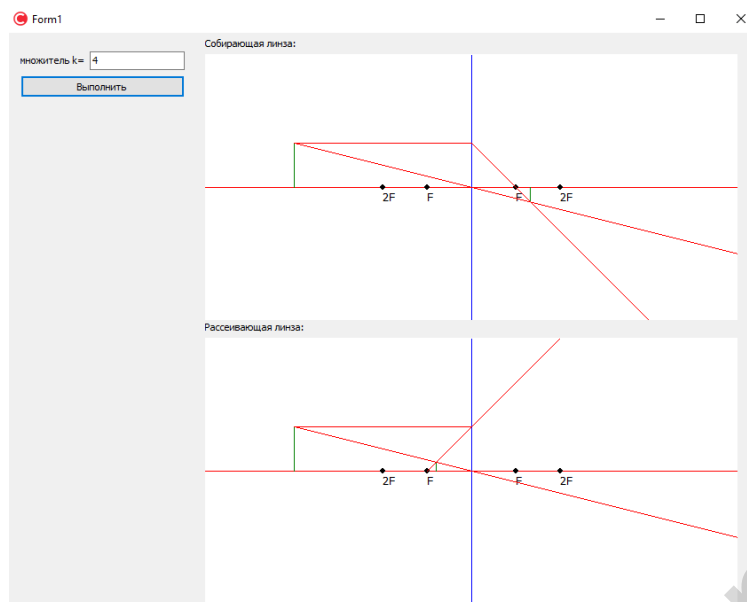 Form1
Собирающая линза:
множитель k= 4
Выполнить
2F F F 2F
Рассеивающая линза:
2F F F 2F